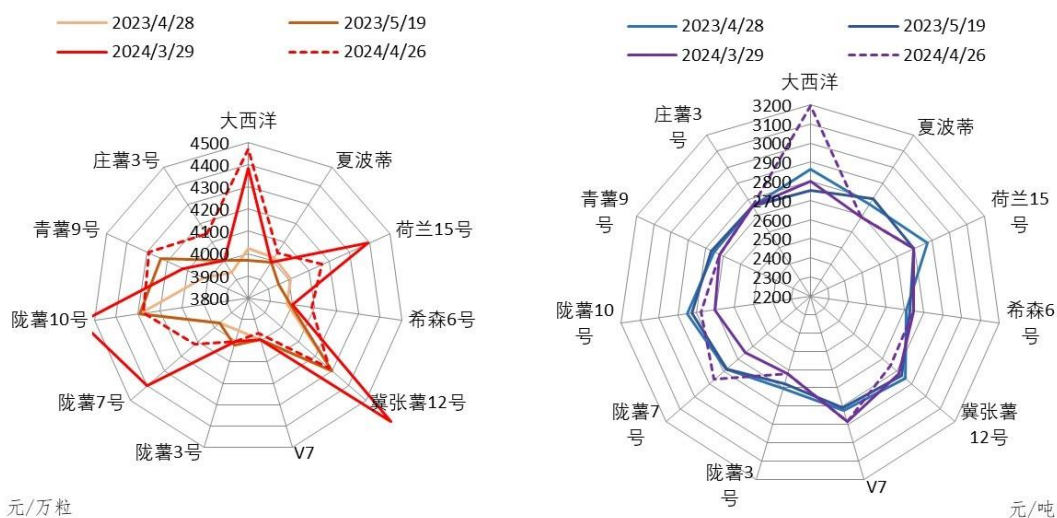 2023/4/28
2023/5/19
2024/3/29
2024/4/26
大西洋
夏波蒂
荷兰15号
希森6号
冀张薯12号
V7
陇薯3号
陇薯7号
陇薯10号
青薯9号
庄薯3号
4500
4400
4300
4200
4100
4000
3900
3800
元/万粒
2023/4/28
2023/5/19
2024/3/29
2024/4/26
大西洋
夏波蒂
荷兰15
号
希森6
号
冀张薯
12号
V7
陇薯3
号
陇薯7
号
陇薯10
号
青薯9
号
庄薯3
号
3200
3100
3000
2900
2800
2700
2600
2500
2400
2300
2200
元/吨